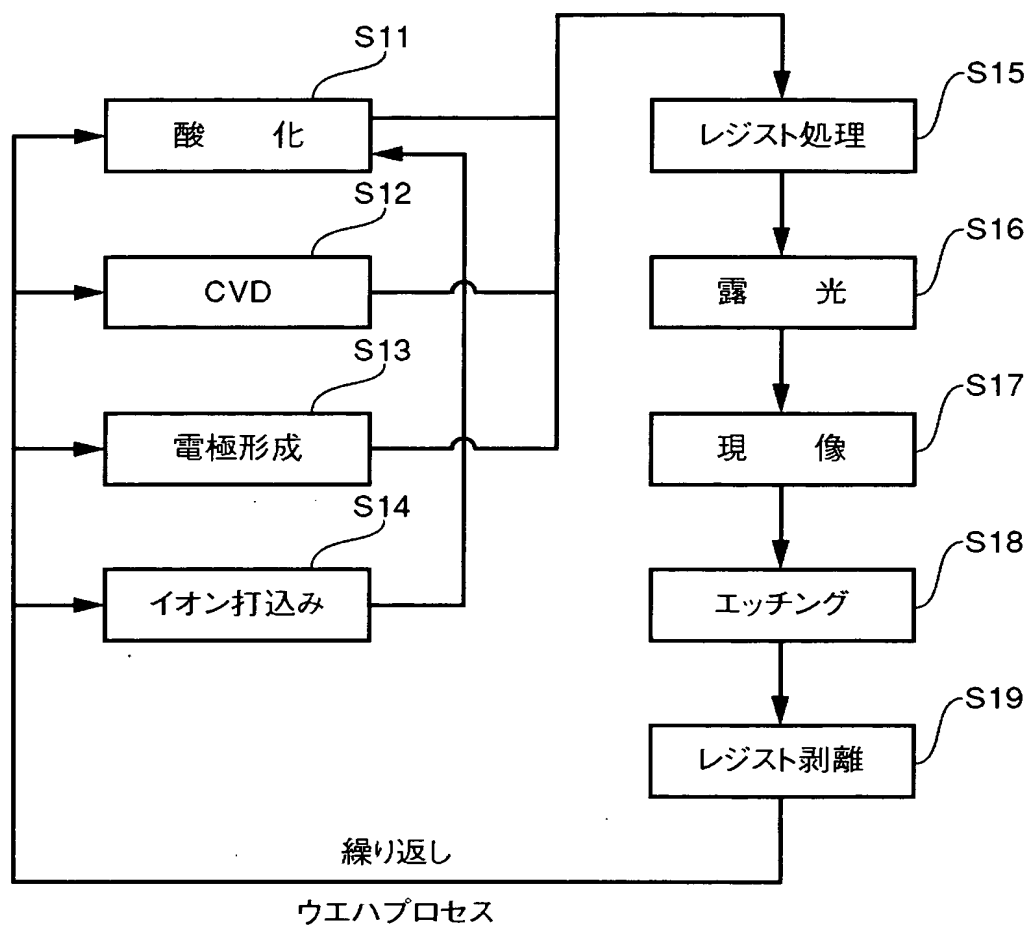 S11
酸 化
S12
CVD
S13
電極形成
S14
イオン打込み
S15
レジスト処理
S16
露 光
S17
現 像
S18
エッチング
S19
レジスト剥離
繰り返し
ウエハプロセス